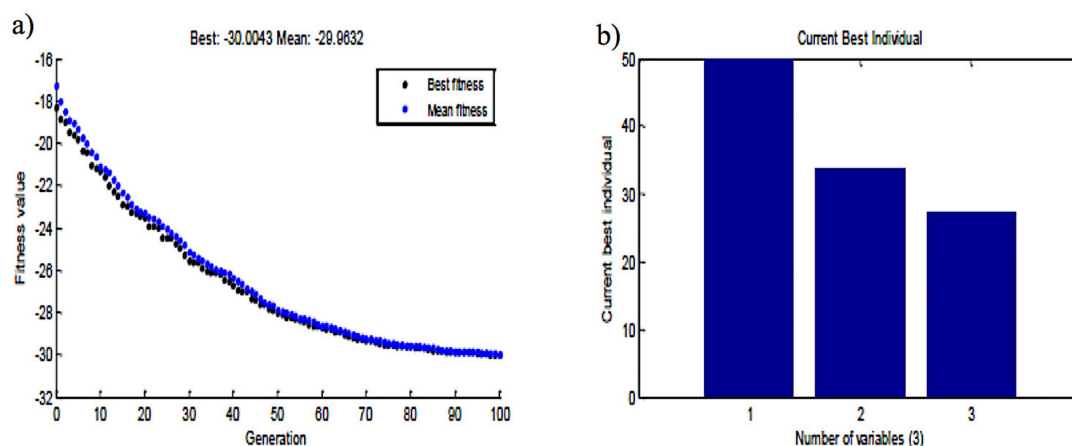 a)
Best: -30.0043 Mean: -29.9632
Best fitness
Mean fitness
Fitness value
-16
-18
-20
-22
-24
-26
-28
-30
-32
0 10 20 30 40 50 60 70 80 90 100
Generation
b)
Current Best Individual
Current best individual
50
40
30
20
10
0
1 2 3
Number of variables (3)